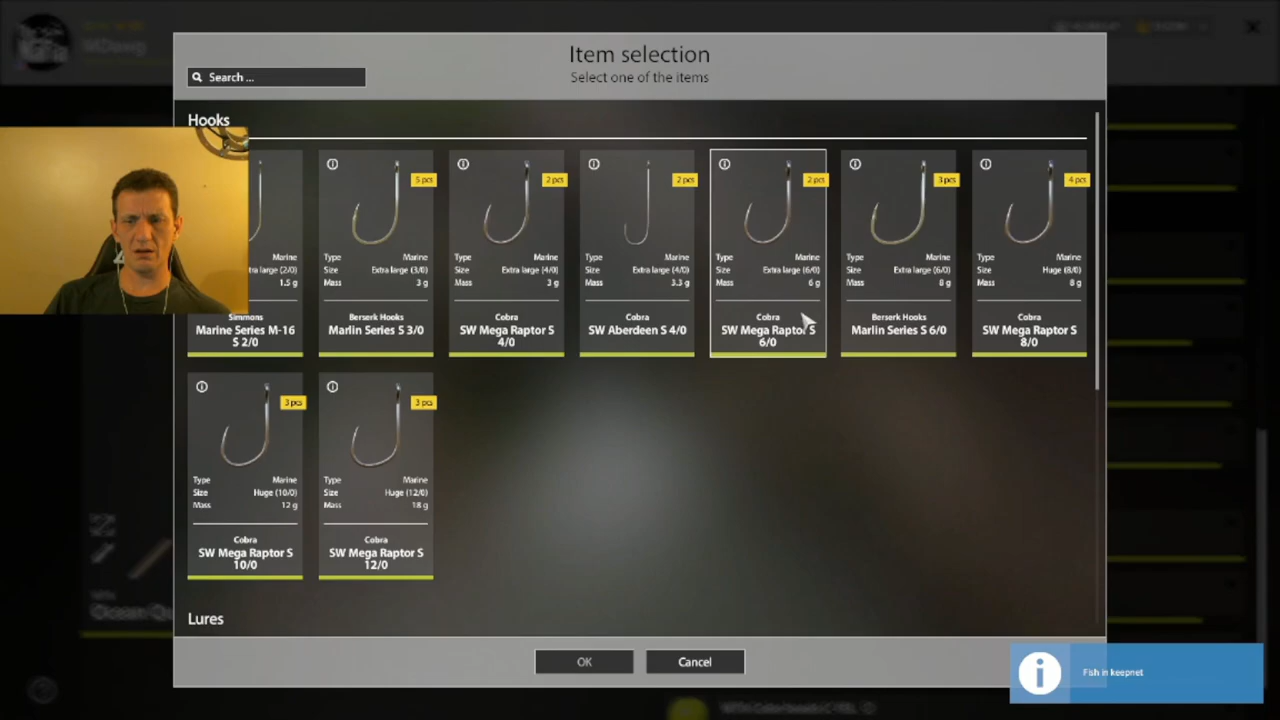 Item selection
Select one of the items
Search ...
Hooks
Marine
tra large (2/0)
1.5 g
Simmons
Marine Series M-16
S 2/0
5 pcs
Type Marine
Size Extra large (3/0)
Mass 3 g
Berserk Hooks
Marlin Series S 3/0
2 pcs
Type Marine
Size Extra large (4/0)
Mass 3 g
Cobra
SW Mega Raptor S
4/0
2 pcs
Type Marine
Size Extra large (4/0)
Mass 3.3 g
Cobra
SW Aberdeen S 4/0
2 pcs
Type Marine
Size Extra large (6/0)
Mass 6 g
Cobra
SW Mega Raptor S
6/0
3 pcs
Type Marine
Size Extra large (6/0)
Mass 8 g
Berserk Hooks
Marlin Series S 6/0
4 pcs
Type Marine
Size Huge (8/0)
Mass 8 g
Cobra
SW Mega Raptor S
8/0
3 pcs
Type Marine
Size Huge (10/0)
Mass 12 g
Cobra
SW Mega Raptor S
10/0
3 pcs
Type Marine
Size Huge (12/0)
Mass 18 g
Cobra
SW Mega Raptor S
12/0
Lures
OK
Cancel
Fish in keepnet